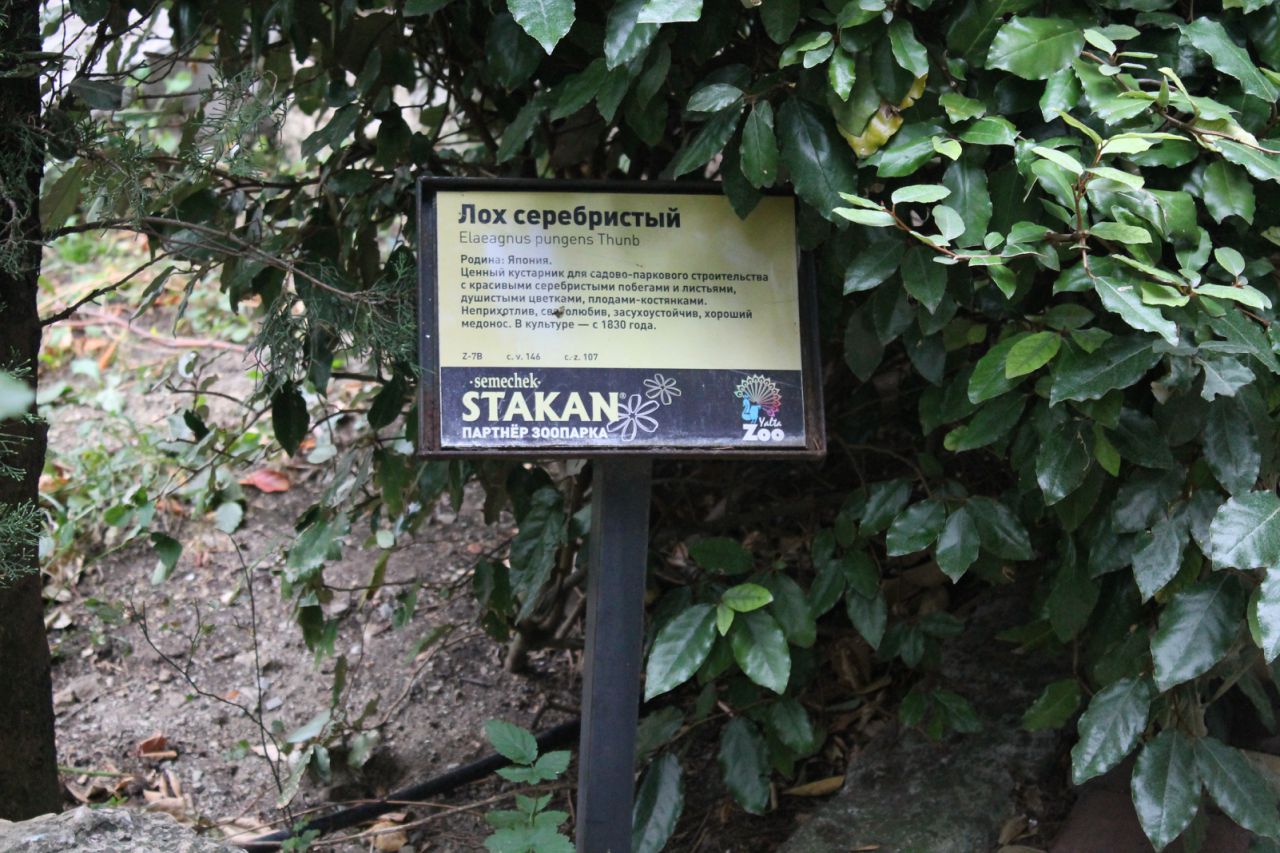 Лох серебристый
Elaeagnus pungens Thunb
Родина: Япония.
Ценный кустарник для садово-паркового строительства
с красивыми серебристыми побегами и листьями,
душистыми цветками, плодами-костянками.
Неприхотлив, светолюбив, засухоустойчив, хороший
медонос. В культуре — с 1830 года.
Z-7B c. v. 146 c.-z. 107
·semechek·
STAKAN®
ПАРТНЁР ЗООПАРКА
Yalta
Zoo